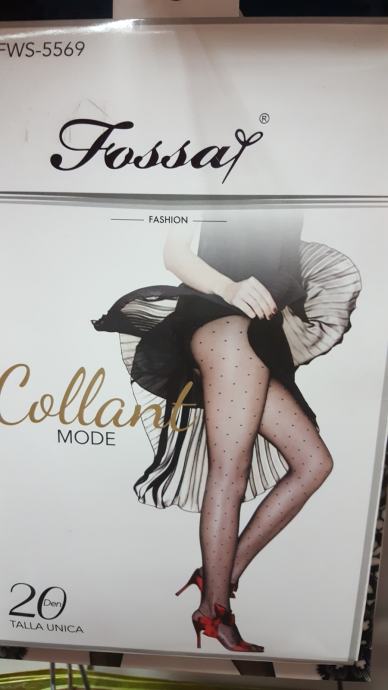 FWS-5569
Fossa
®
FASHION
Collant
MODE
20 Den
TALLA UNICA